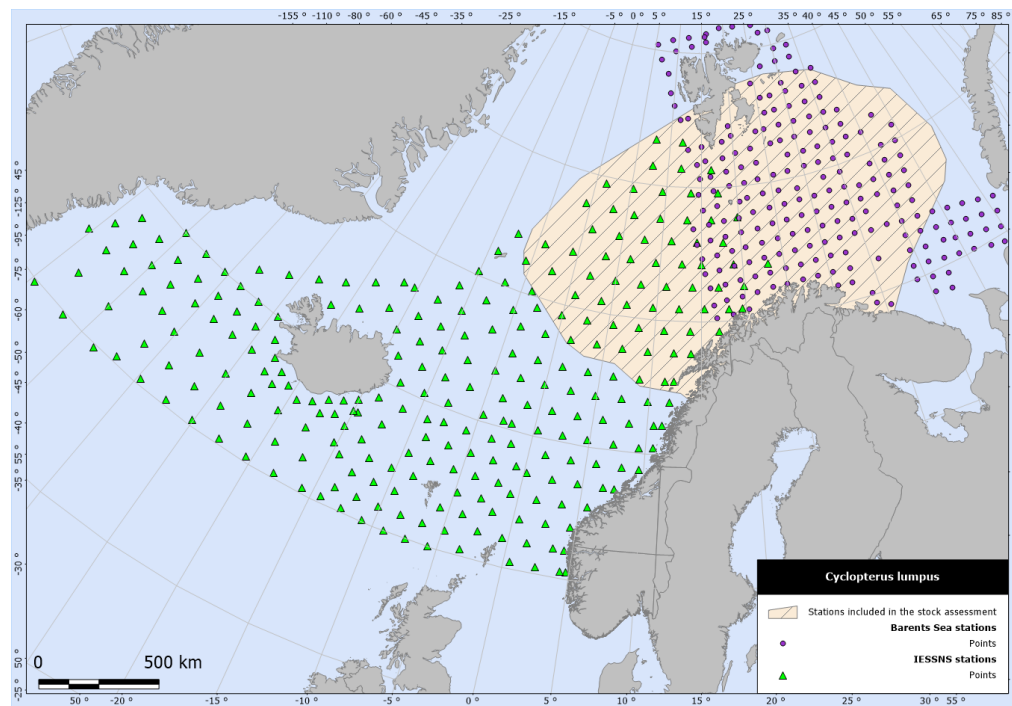 -155 ° -110 ° -80 ° -60 ° -45 ° -35 ° -25 ° -15 ° -5 ° 0 ° 5 ° 15 ° 25 ° 35 ° 40 ° 50 ° 55 ° 65 ° 75 ° 85 °
45 °
-125 °
-95 °
-75 °
-60 °
-50 °
-45 °
-40 °
55 °
-35 °
-30 °
50 °
-25 °
Cyclopterus lumpus
Stations included in the stock assessment
Barents Sea stations
Points
IESSNS stations
Points
0 500 km
50 ° -20 ° -15 ° -10 ° -5 ° 0 ° 5 ° 10 ° 15 ° 20 ° 25 ° 30 ° 55 °